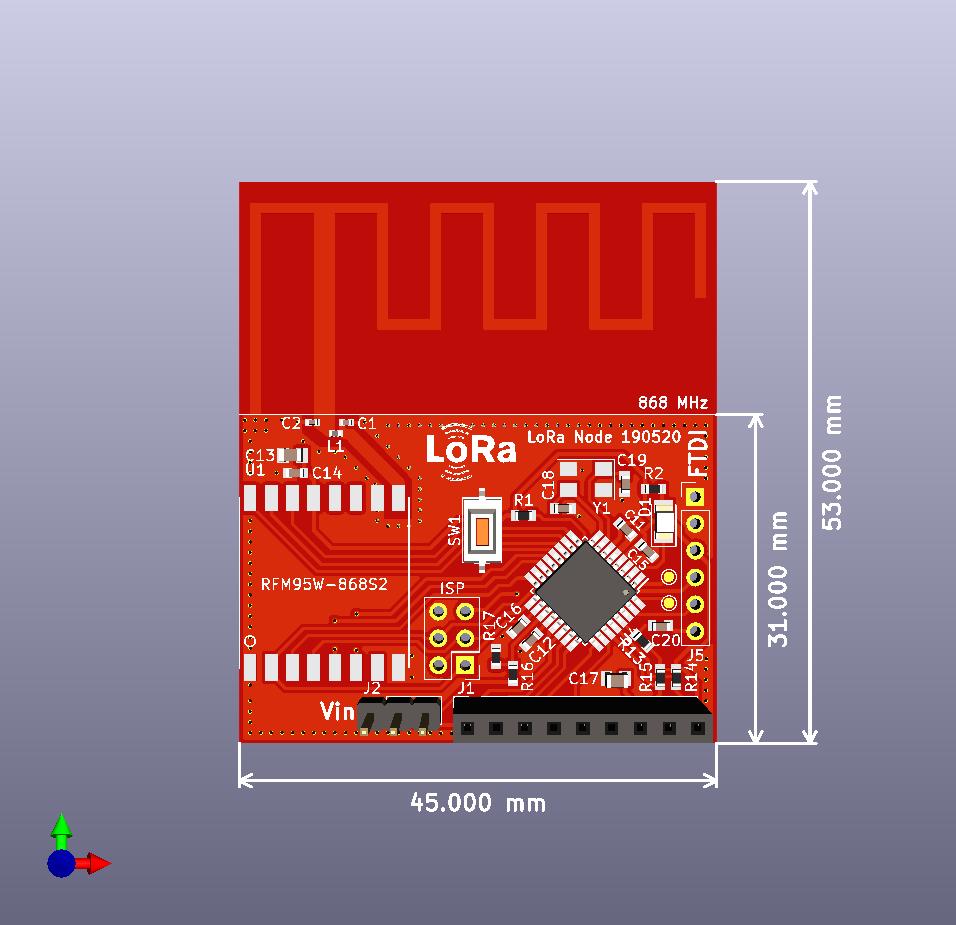 868 MHz
C2
C1
L1
C13
U1
C14
LoRa
LoRa Node 190520
FTDI
C19
R2
C18
Y1
D1
R1
SW1
C11
C15
RFM95W-868S2
ISP
R17
C16
C12
R13
C20
J5
R16
C17
R15
R14
J2
J1
Vin
53.000 mm
31.000 mm
45.000 mm